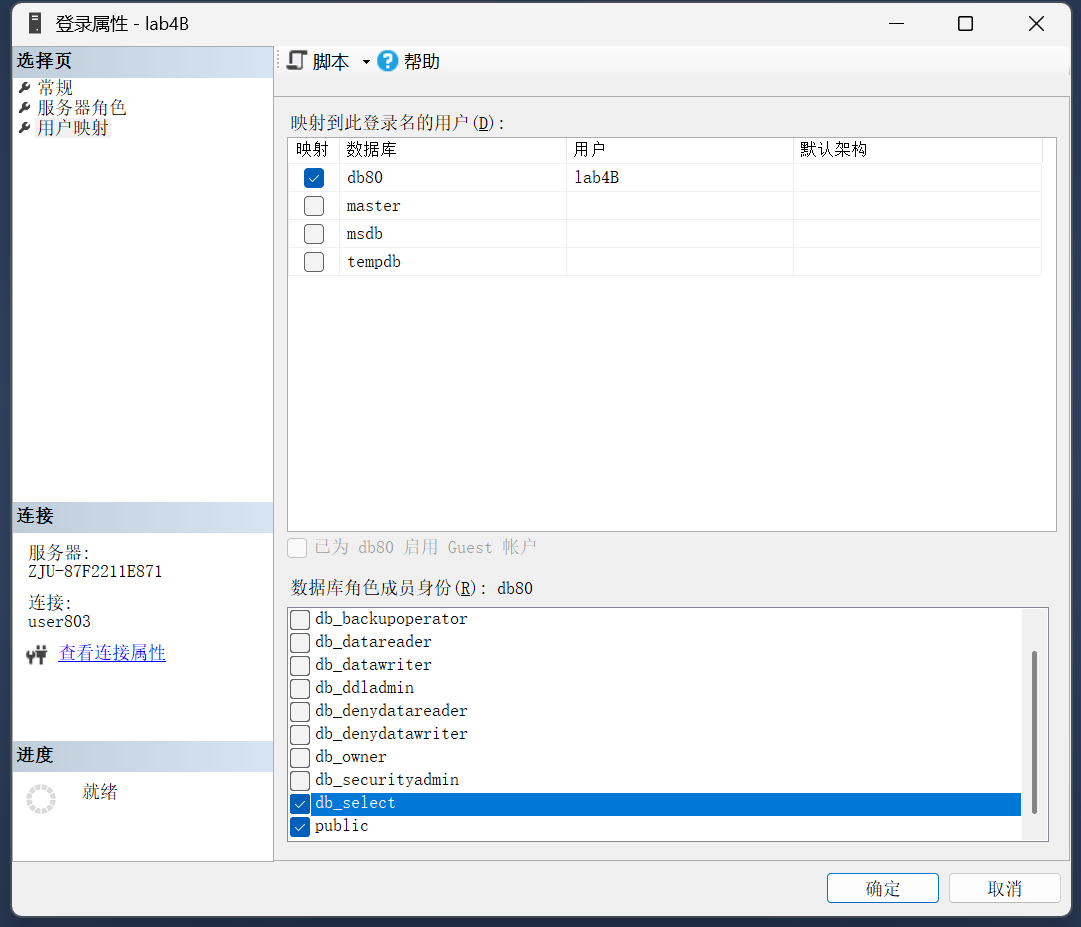 登录属性 - lab4B
选择页
常规
服务器角色
用户映射
脚本 帮助
映射到此登录名的用户(D):
映射 数据库 用户 默认架构
db80 lab4B
master
msdb
tempdb
已为 db80 启用 Guest 帐户
数据库角色成员身份(R): db80
db_backupoperator
db_datareader
db_datawriter
db_ddladmin
db_denydatareader
db_denydatawriter
db_owner
db_securityadmin
db_select
public
连接
服务器:
ZJU-87F2211E871
连接:
user803
查看连接属性
进度
就绪
确定 取消